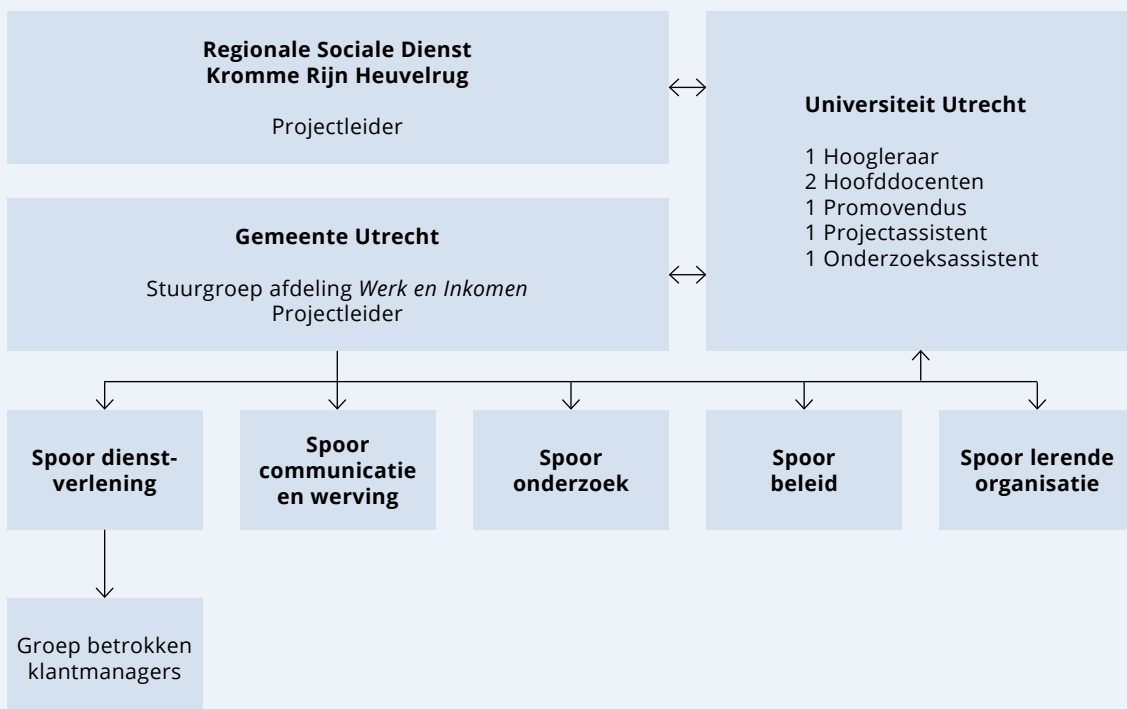 Regionale Sociale Dienst
Kromme Rijn Heuvelrug
Projectleider
Universiteit Utrecht
1 Hoogleraar
2 Hoofddocenten
1 Promovendus
1 Projectassistent
1 Onderzoeksassistent
Gemeente Utrecht
Stuurgroep afdeling Werk en Inkomen
Projectleider
Spoor dienst-
verlening
Spoor
communicatie
en werving
Spoor
onderzoek
Spoor
beleid
Spoor lerende
organisatie
Groep betrokken
klantmanagers